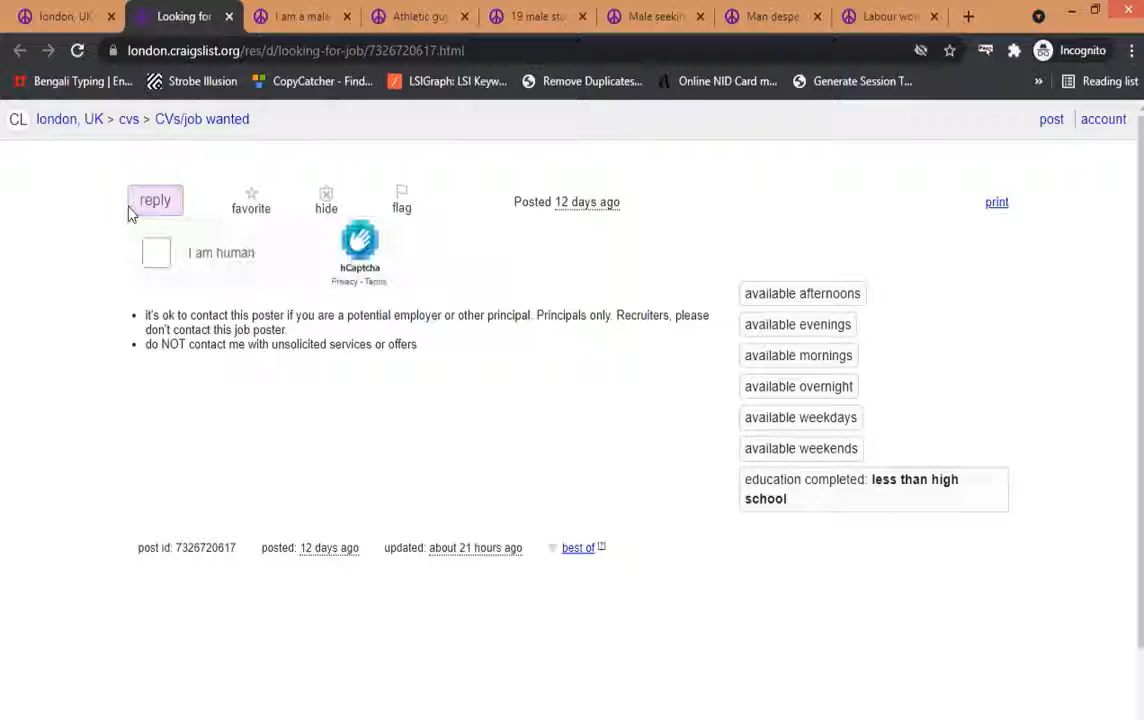 london, UK
Looking for
I am a male
Athletic guy
19 male stu
Male seekin
Man despe
Labour wor
london.craigslist.org/res/d/looking-for-job/7326720617.html
Incognito
Bengali Typing | En...
Strobe Illusion
CopyCatcher - Find...
LSIGraph: LSI Keyw...
Remove Duplicates...
Online NID Card m...
Generate Session T...
»
Reading list
CL london, UK > cvs > CVs/job wanted
post account
reply
favorite
hide
flag
Posted 12 days ago
print
I am human
hCaptcha
Privacy - Terms
available afternoons
available evenings
available mornings
available overnight
available weekdays
available weekends
education completed: less than high
school
• it's ok to contact this poster if you are a potential employer or other principal. Principals only. Recruiters, please
don't contact this job poster.
• do NOT contact me with unsolicited services or offers
post id: 7326720617 posted: 12 days ago updated: about 21 hours ago best of [?]